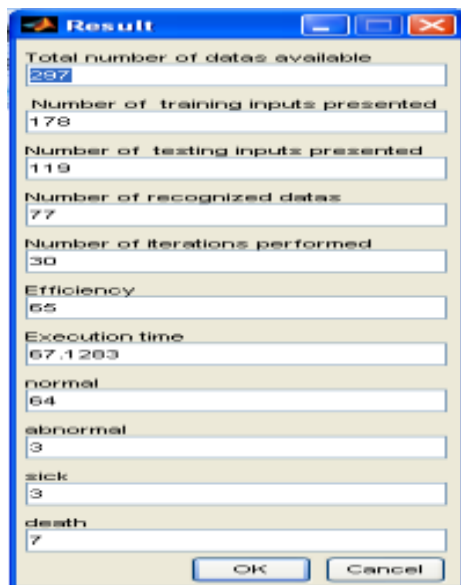 Result
Total number of datas available
297
Number of training inputs presented
178
Number of testing inputs presented
119
Number of recognized datas
77
Number of iterations performed
30
Efficiency
65
Execution time
67.1283
normal
64
abnormal
3
sick
3
death
7
OK Cancel